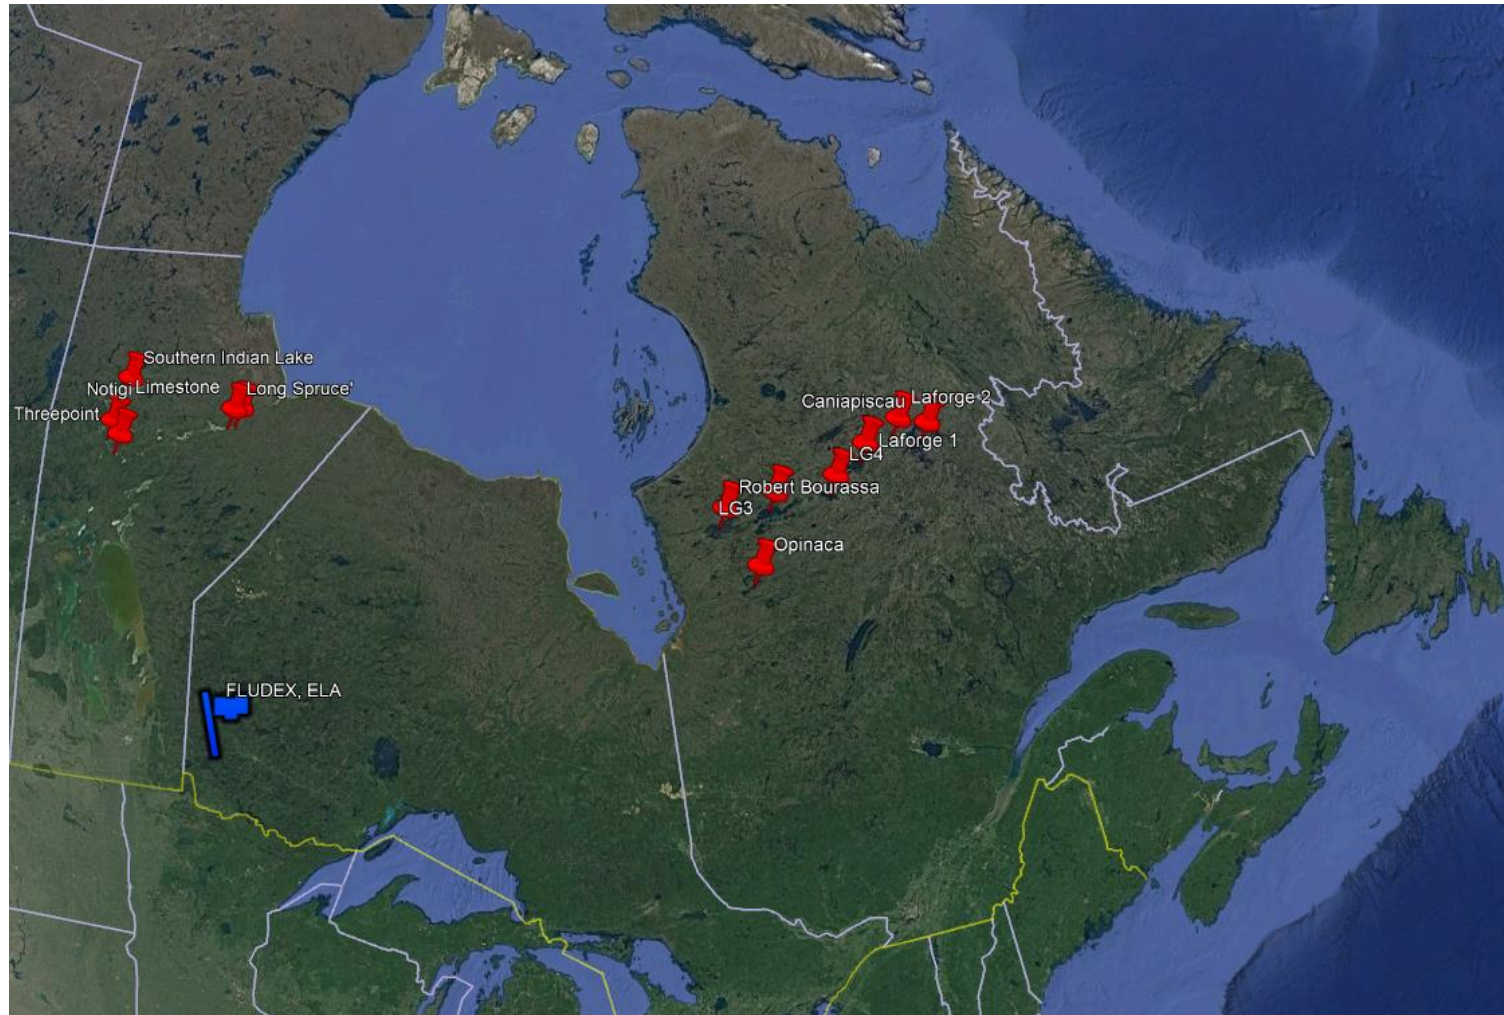 Southern Indian Lake
Notigi
Limestone
Long Spruce'
Threepoint
Caniapiscau
Laforge 2
Laforge 1
LG4
Robert Bourassa
LG3
Opinaca
FLUDEX, ELA